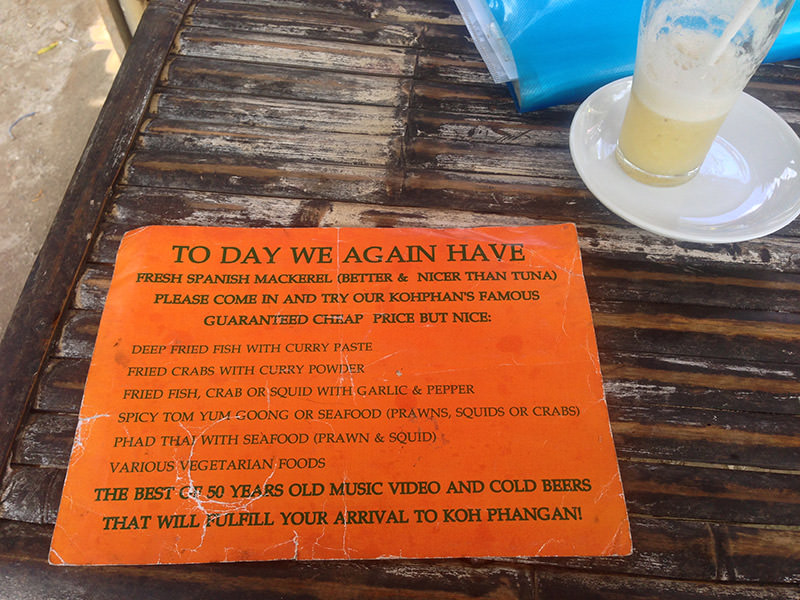 TO DAY WE AGAIN HAVE
FRESH SPANISH MACKEREL (BETTER & NICER THAN TUNA)
PLEASE COME IN AND TRY OUR KOHPHAN'S FAMOUS
GUARANTEED CHEAP PRICE BUT NICE:
DEEP FRIED FISH WITH CURRY PASTE
FRIED CRABS WITH CURRY POWDER
FRIED FISH, CRAB OR SQUID WITH GARLIC & PEPPER
SPICY TOM YUM GOONG OR SEAFOOD (PRAWNS, SQUIDS OR CRABS)
PHAD THAI WITH SEAFOOD (PRAWN & SQUID)
VARIOUS VEGETARIAN FOODS
THE BEST OF 50 YEARS OLD MUSIC VIDEO AND COLD BEERS
THAT WILL FULFILL YOUR ARRIVAL TO KOH PHANGAN!